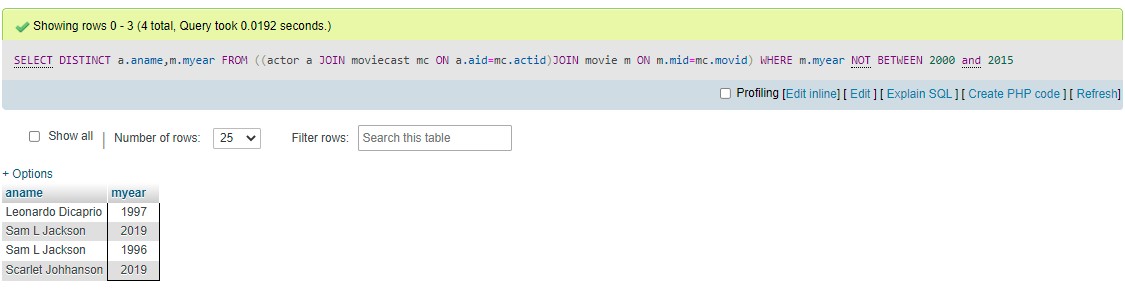 Showing rows 0 - 3 (4 total, Query took 0.0192 seconds.)
SELECT DISTINCT a.aname,m.myear FROM ((actor a JOIN moviecast mc ON a.aid=mc.actid)JOIN movie m ON m.mid=mc.movid) WHERE m.myear NOT BETWEEN 2000 and 2015
Profiling [Edit inline] [ Edit ] [ Explain SQL ] [ Create PHP code ] [ Refresh]
Show all | Number of rows: 25 Filter rows: Search this table
+ Options
aname myear
Leonardo Dicaprio 1997
Sam L Jackson 2019
Sam L Jackson 1996
Scarlet Johhanson 2019